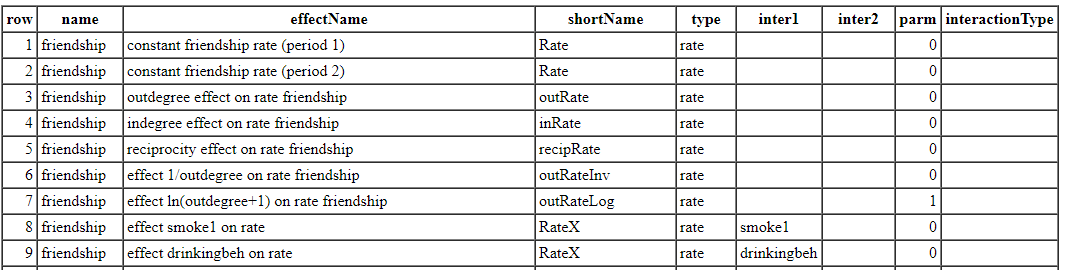 row name effectName shortName type inter1 inter2 parm interactionType
1 friendship constant friendship rate (period 1) Rate rate 0
2 friendship constant friendship rate (period 2) Rate rate 0
3 friendship outdegree effect on rate friendship outRate rate 0
4 friendship indegree effect on rate friendship inRate rate 0
5 friendship reciprocity effect on rate friendship recipRate rate 0
6 friendship effect 1/outdegree on rate friendship outRateInv rate 0
7 friendship effect ln(outdegree+1) on rate friendship outRateLog rate 1
8 friendship effect smoke1 on rate RateX rate smoke1 0
9 friendship effect drinkingbeh on rate RateX rate drinkingbeh 0